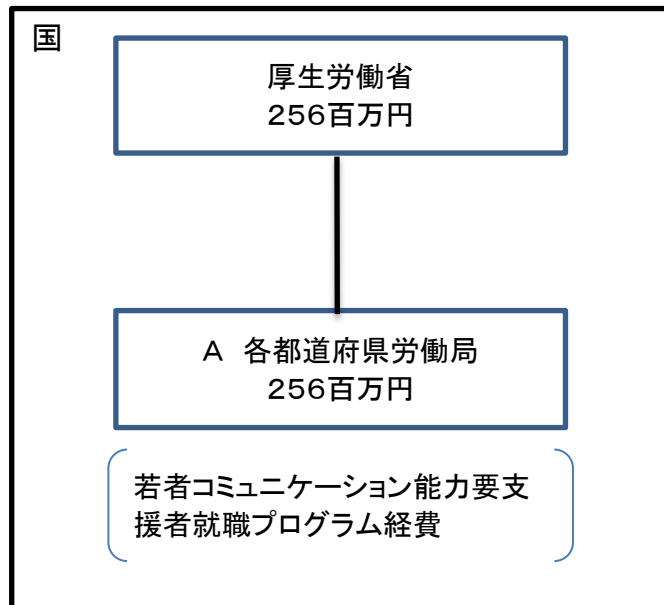 国
厚生労働省
256百万円
A 各都道府県労働局
256百万円
若者コミュニケーション能力要支
援者就職プログラム経費